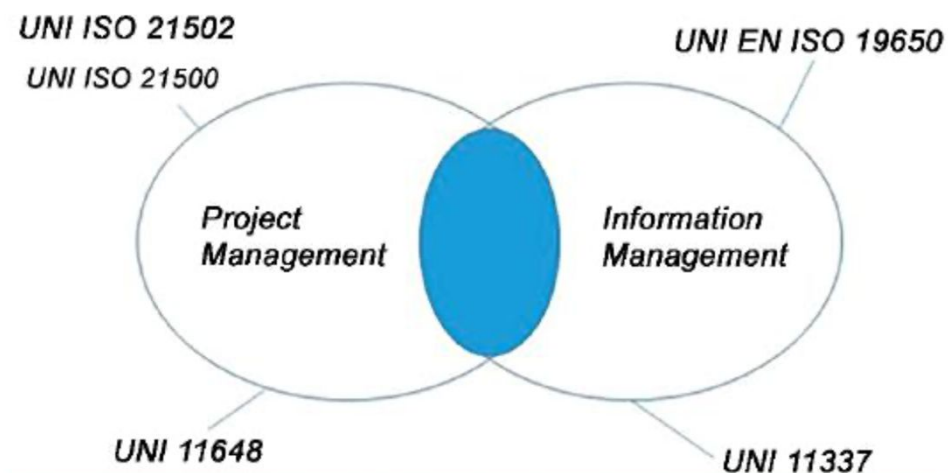 UNI ISO 21502
UNI ISO 21500
UNI EN ISO 19650
Project
Management
Information
Management
UNI 11648
UNI 11337